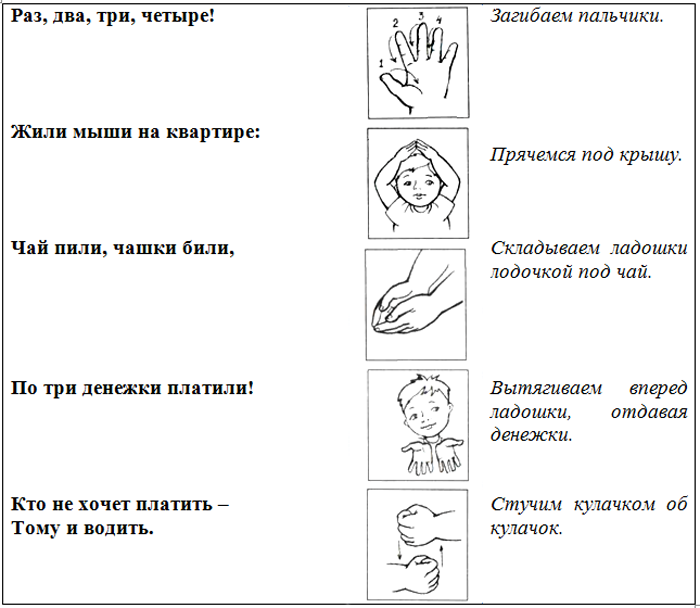 Раз, два, три, четыре!
1
2
3
4
Загибаем пальчики.
Жили мыши на квартире:
Прячемся под крышу.
Чай пили, чашки били,
Складываем ладошки
лодочкой под чай.
По три денежки платили!
Вытягиваем вперед
ладошки, отдавая
денежки.
Кто не хочет платить –
Тому и водить.
Стучим кулачком об
кулачок.